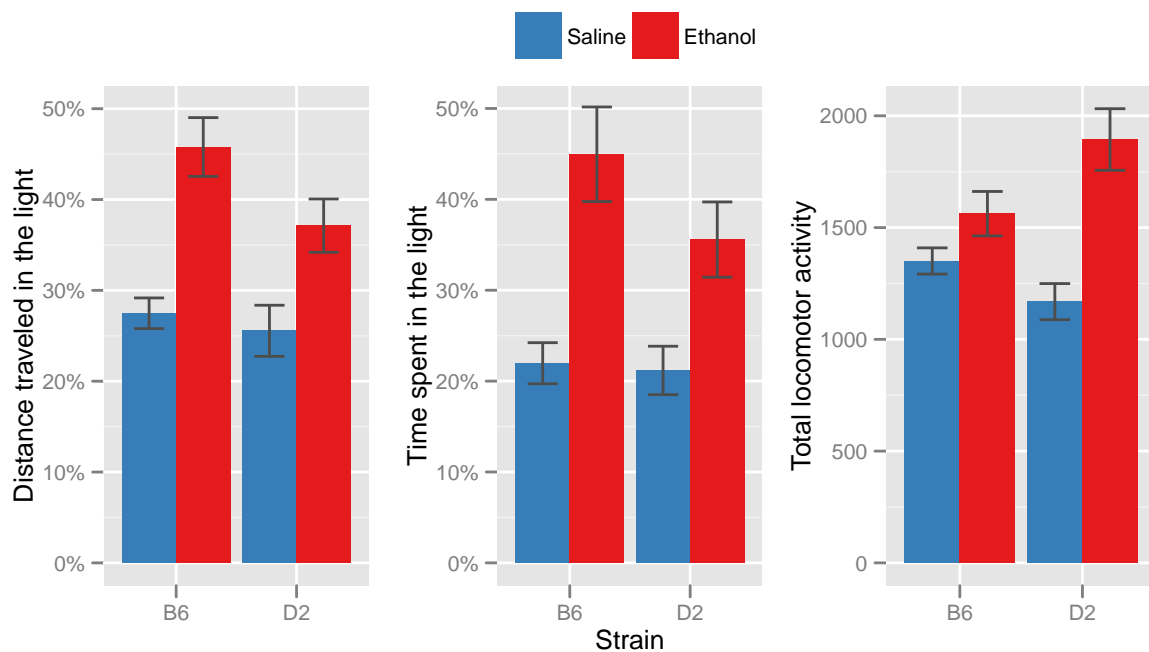 Saline Ethanol
Distance traveled in the light
50%
40%
30%
20%
10%
0%
B6 D2
Time spent in the light
50%
40%
30%
20%
10%
0%
B6 D2
Total locomotor activity
2000
1500
1000
500
0
B6 D2
Strain